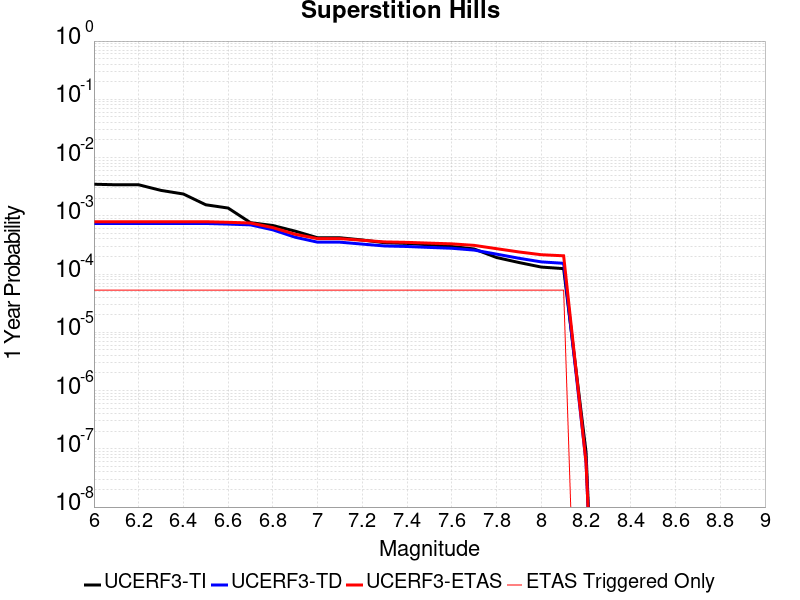 Superstition Hills
10^0
10^-1
10^-2
10^-3
10^-4
10^-5
10^-6
10^-7
10^-8
1 Year Probability
6 6.2 6.4 6.6 6.8 7 7.2 7.4 7.6 7.8 8 8.2 8.4 8.6 8.8 9
Magnitude
UCERF3-TI UCERF3-TD UCERF3-ETAS ETAS Triggered Only